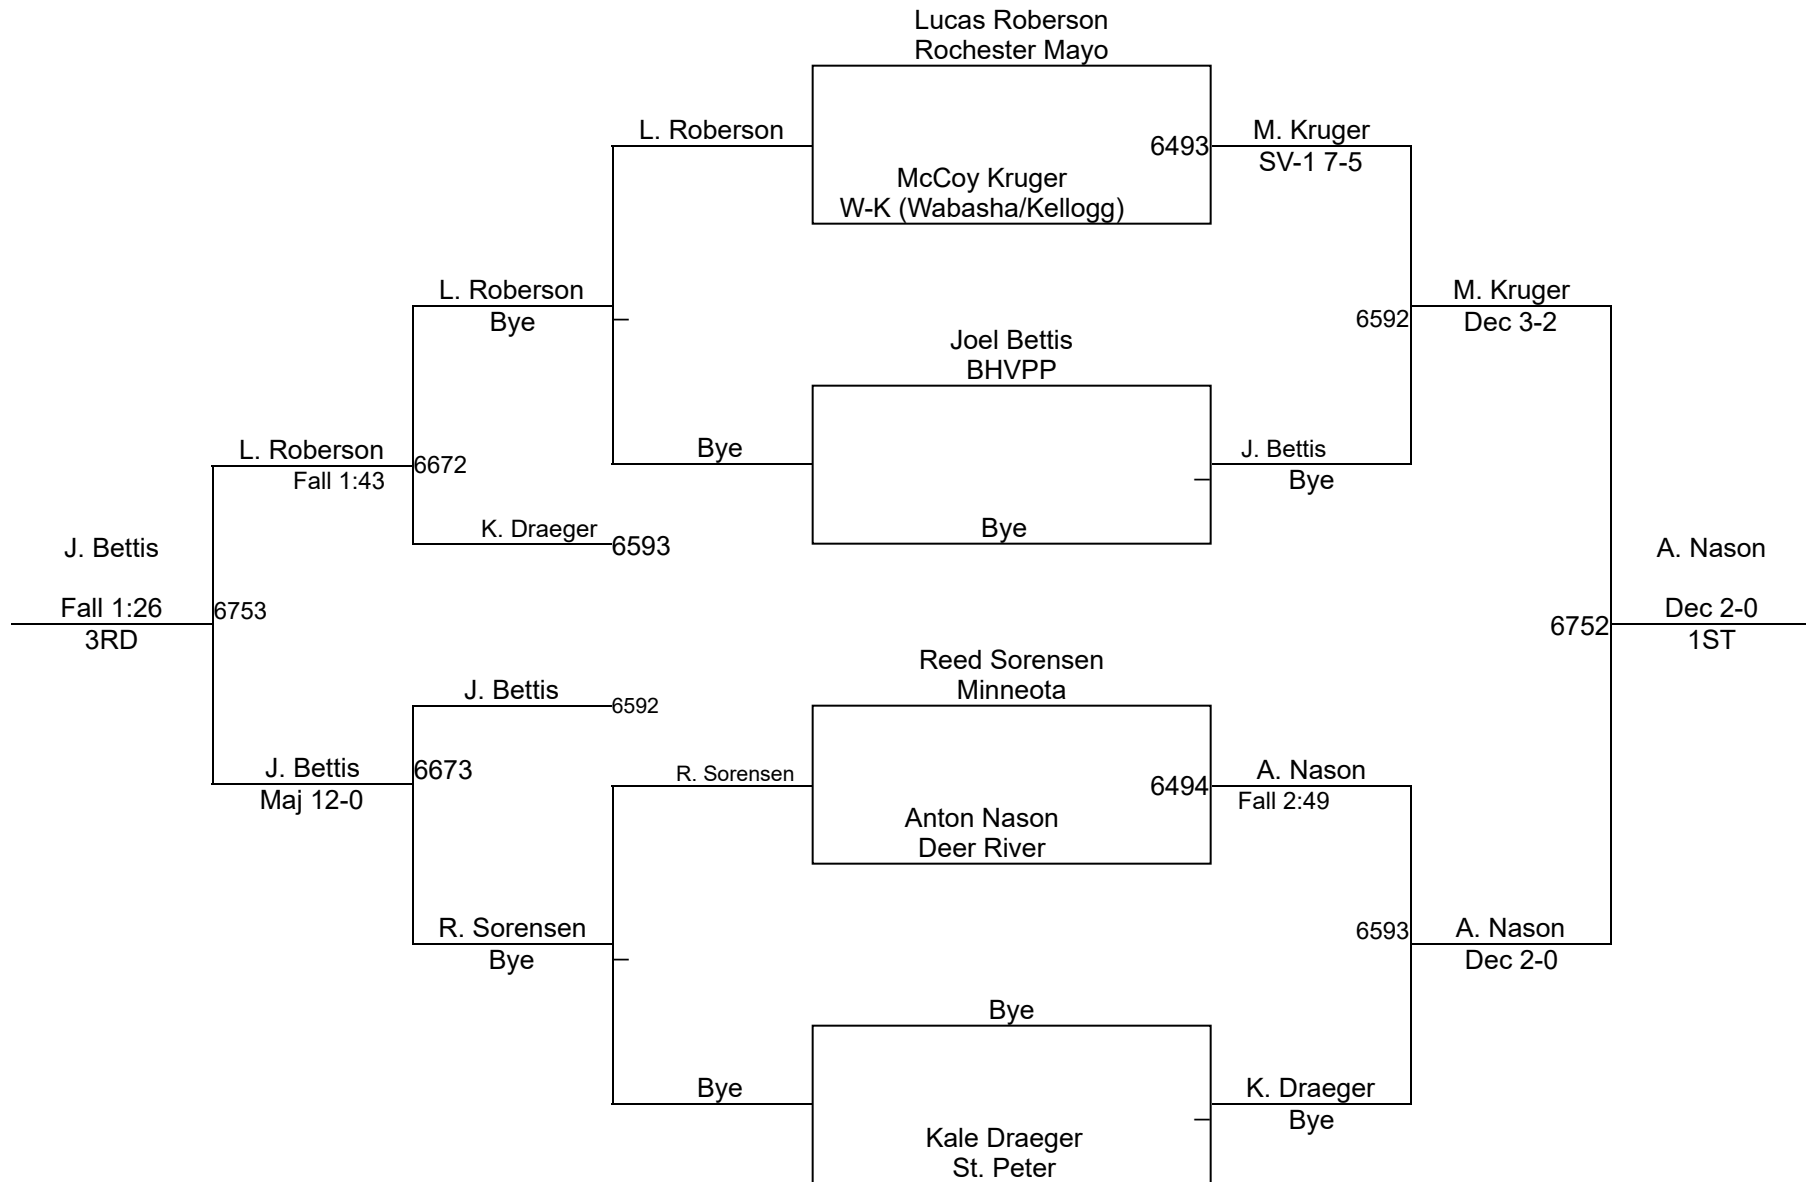 Lucas Roberson
Rochester Mayo
L. Roberson
6493
M. Kruger
SV-1 7-5
McCoy Kruger
W-K (Wabasha/Kellogg)
L. Roberson
Bye
6592
M. Kruger
Dec 3-2
Joel Bettis
BHVPP
L. Roberson
Fall 1:43
6672
Bye
J. Bettis
Bye
K. Draeger
6593
Bye
J. Bettis
Fall 1:26
3RD
6753
6752
A. Nason
Dec 2-0
1ST
Reed Sorensen
Minneota
J. Bettis
6592
J. Bettis
Maj 12-0
6673
R. Sorensen
6494
A. Nason
Fall 2:49
Anton Nason
Deer River
R. Sorensen
Bye
6593
A. Nason
Dec 2-0
Bye
Bye
K. Draeger
Bye
Kale Draeger
St. Peter